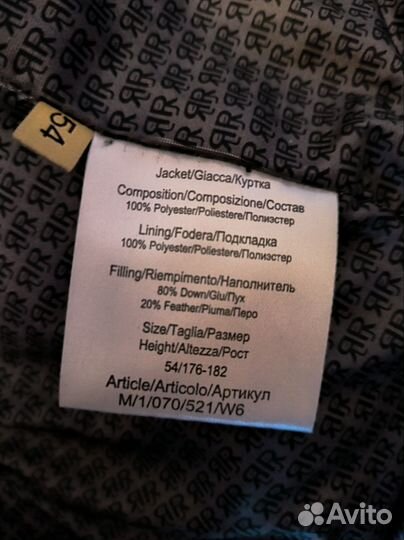 54
Jacket/Giacca/Куртка
Composition/Composizione/Состав
100% Polyester/Poliestere/Полиэстер
Lining/Fodera/Подкладка
100% Polyester/Poliestere/Полиэстер
Filling/Riempimento/Наполнитель
80% Down/Glu/Пух
20% Feather/Piuma/Перо
Size/Taglia/Размер
Height/Altezza/Рост
54/176-182
Article/Articolo/Артикул
M/1/070/521/W6
Avito